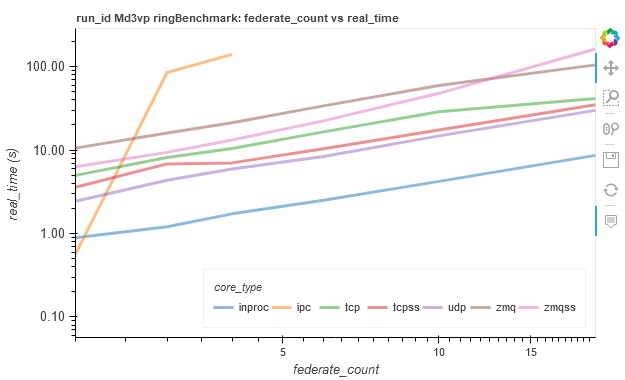 run_id Md3vp ringBenchmark: federate_count vs real_time
100.00
10.00
1.00
0.10
real_time (s)
core_type
inproc ipc tcp tcpss udp zmq zmqss
5 10 15
federate_count